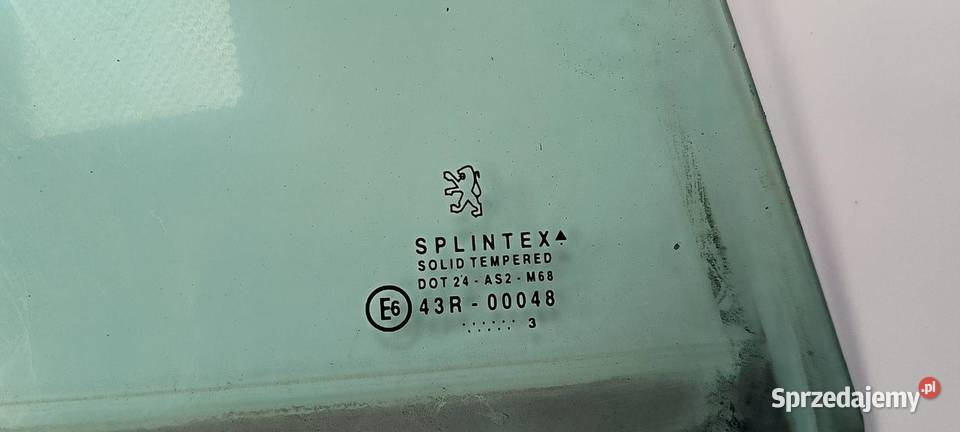 SPLINTEX▲
SOLID TEMPERED
DOT 24 - AS2 - M68
E6 43R - 00048
....... 3
Sprzedajemy.pl